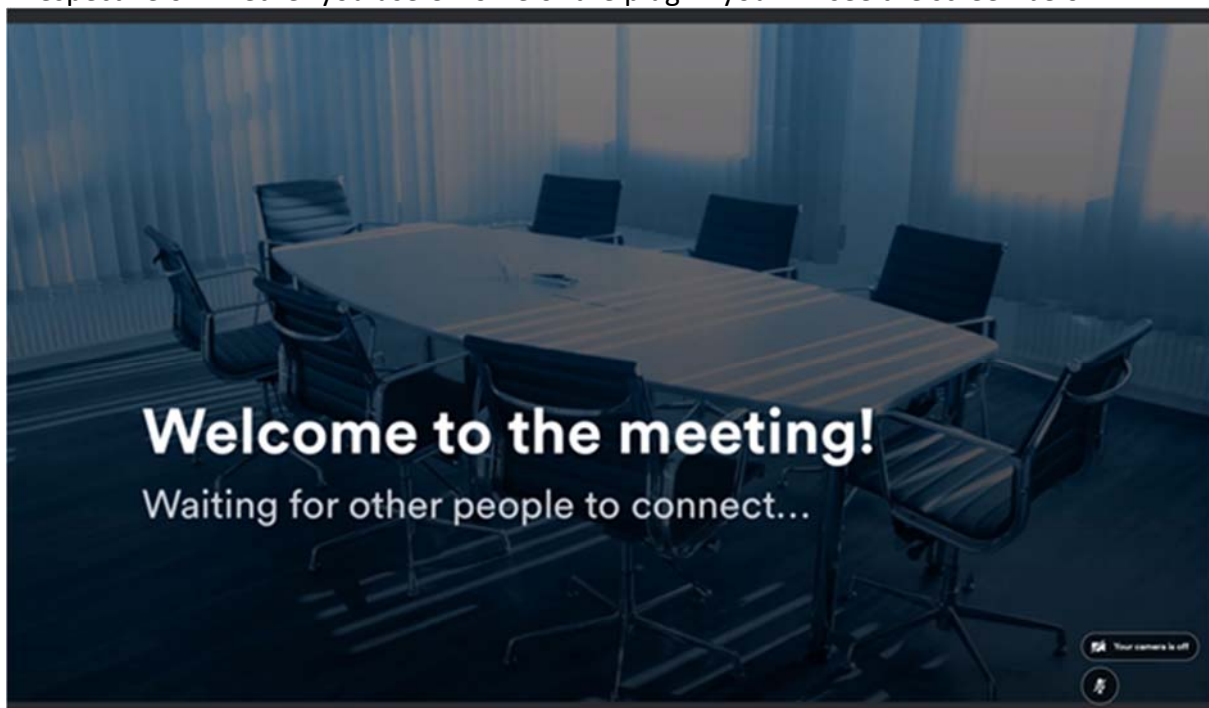 Welcome to the meeting!
Waiting for other people to connect...
Your camera is off